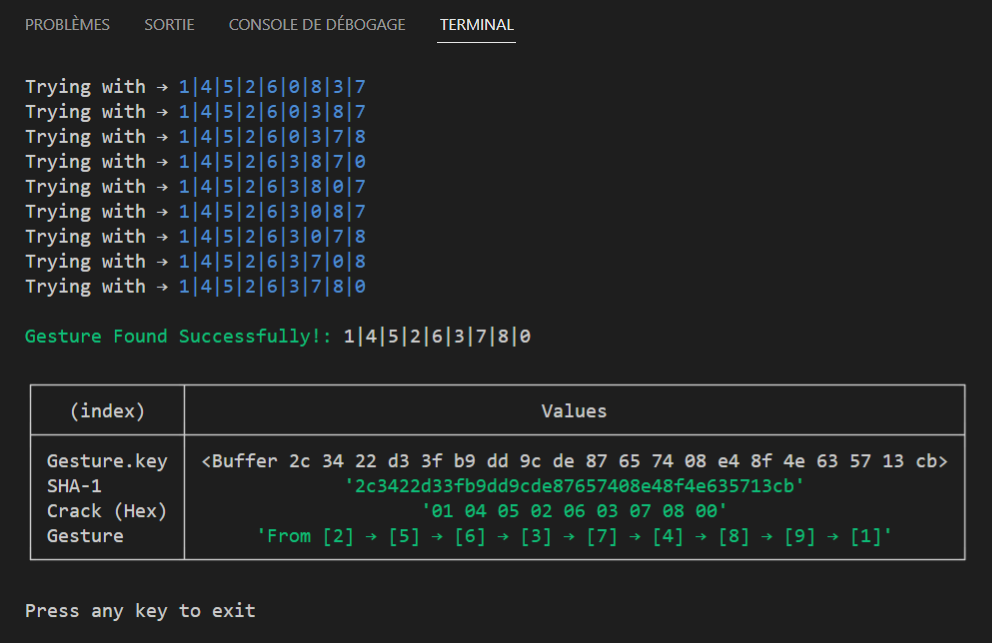 PROBLÈMES SORTIE CONSOLE DE DÉBOGAGE TERMINAL
Trying with → 1|4|5|2|6|0|8|3|7
Trying with → 1|4|5|2|6|0|3|8|7
Trying with → 1|4|5|2|6|0|3|7|8
Trying with → 1|4|5|2|6|3|8|7|0
Trying with → 1|4|5|2|6|3|8|0|7
Trying with → 1|4|5|2|6|3|0|8|7
Trying with → 1|4|5|2|6|3|0|7|8
Trying with → 1|4|5|2|6|3|7|0|8
Trying with → 1|4|5|2|6|3|7|8|0
Gesture Found Successfully!: 1|4|5|2|6|3|7|8|0
(index) Values
Gesture.key <Buffer 2c 34 22 d3 3f b9 dd 9c de 87 65 74 08 e4 8f 4e 63 57 13 cb>
SHA-1 '2c3422d33fb9dd9cde87657408e48f4e635713cb'
Crack (Hex) '01 04 05 02 06 03 07 08 00'
Gesture 'From [2] → [5] → [6] → [3] → [7] → [4] → [8] → [9] → [1]'
Press any key to exit